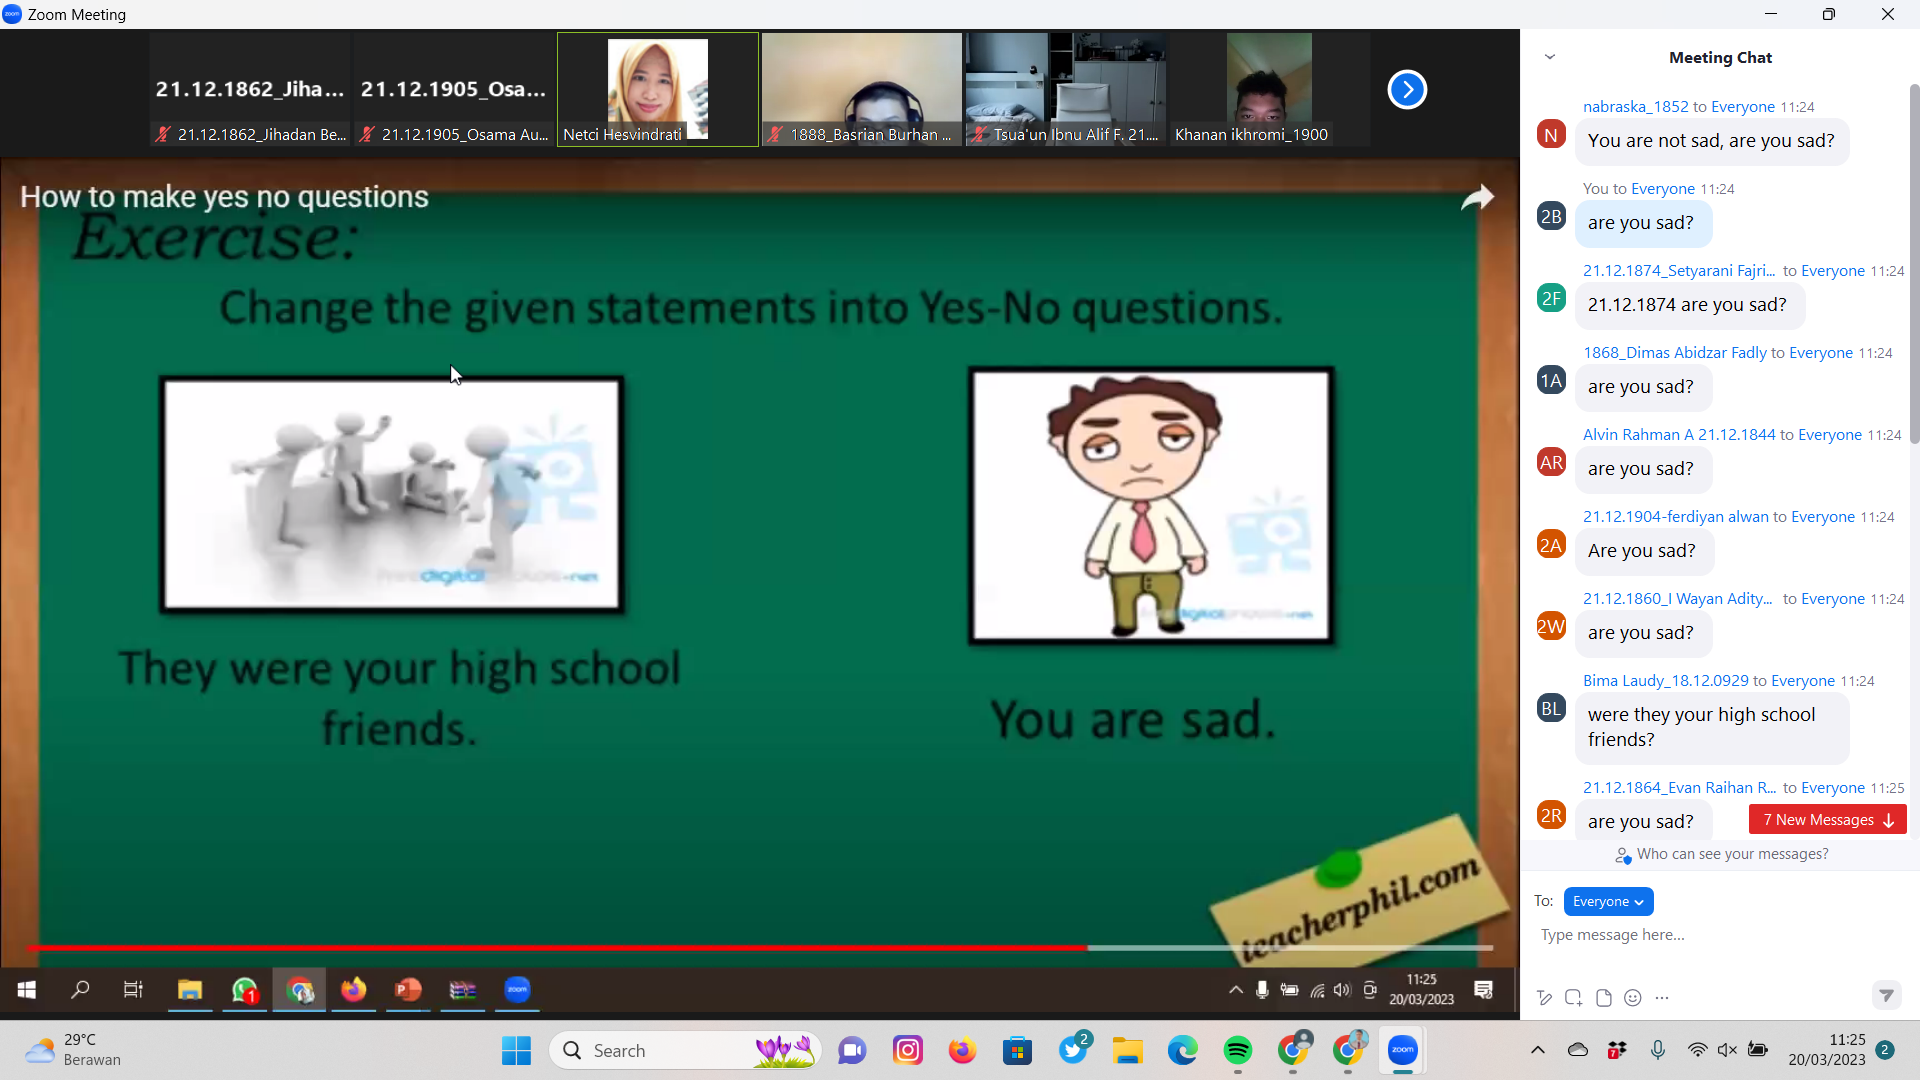 Zoom Meeting
21.12.1862_Jiha...
21.12.1905_Osa...
21.12.1862_Jihadan Be...
21.12.1905_Osama Au...
Netci Hesvindrati
1888_Basrian Burhan ...
Tsua'un Ibnu Alif F. 21....
Khanan ikhromi_1900
How to make yes no questions
Exercise:
Change the given statements into Yes-No questions.
They were your high school
friends.
You are sad.
teacherphil.com
11:25
20/03/2023
Meeting Chat
nabraska_1852 to Everyone 11:24
N
You are not sad, are you sad?
You to Everyone 11:24
2B
are you sad?
21.12.1874_Setyarani Fajri... to Everyone 11:24
2F
21.12.1874 are you sad?
1868_Dimas Abidzar Fadly to Everyone 11:24
1A
are you sad?
Alvin Rahman A 21.12.1844 to Everyone 11:24
AR
are you sad?
21.12.1904-ferdiyan alwan to Everyone 11:24
2A
Are you sad?
21.12.1860_I Wayan Adity... to Everyone 11:24
2W
are you sad?
Bima Laudy_18.12.0929 to Everyone 11:24
BL
were they your high school
friends?
21.12.1864_Evan Raihan R... to Everyone 11:25
2R
are you sad?
7 New Messages
Who can see your messages?
To: Everyone
Type message here...
29°C
Berawan
Search
zoom
11:25
20/03/2023
2